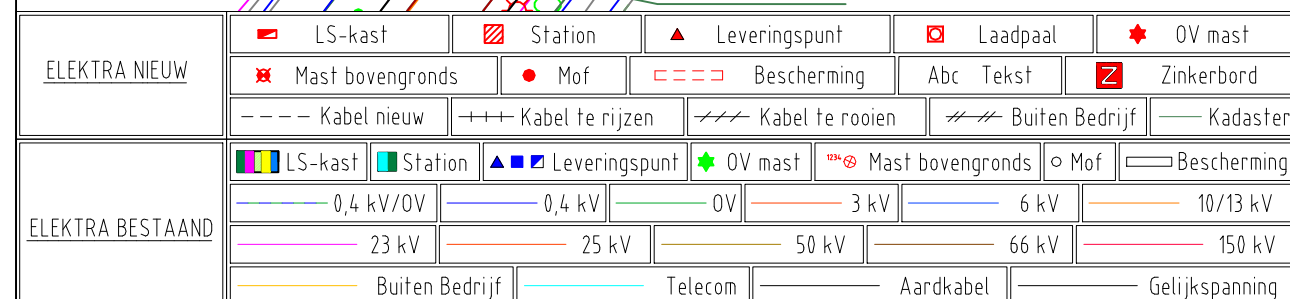 ELEKTRA NIEUW
LS-kast Station Leveringspunt Laadpaal OV mast
Mast bovengronds Mof Bescherming Abc Tekst Z Zinkerbord
Kabel nieuw Kabel te rijzen Kabel te rooien Buiten Bedrijf Kadaster
ELEKTRA BESTAAND
LS-kast Station Leveringspunt OV mast 1234 Mast bovengronds Mof Bescherming
0,4 kV/OV 0,4 kV OV 3 kV 6 kV 10/13 kV
23 kV 25 kV 50 kV 66 kV 150 kV
Buiten Bedrijf Telecom Aardkabel Gelijkspanning